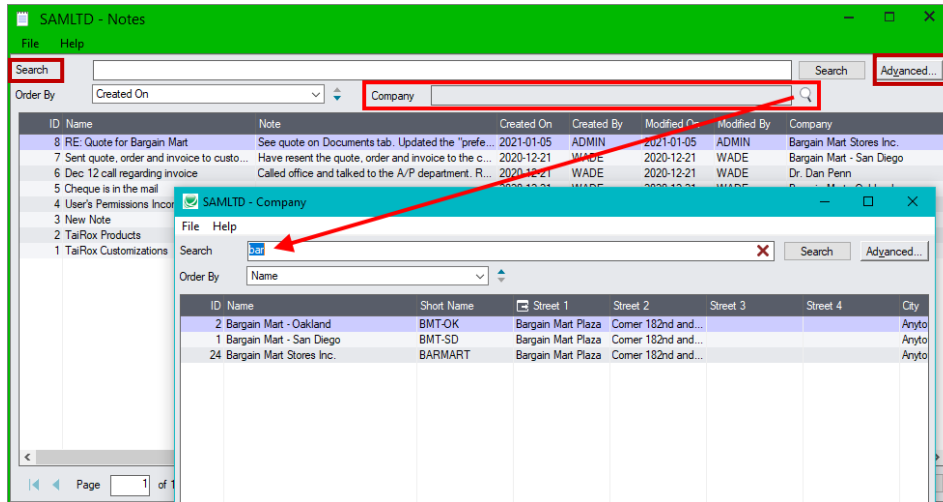 SAMLTD - Notes
File Help
Search Search Advanced...
Order By Created On Company
ID Name Note Created On Created By Modified On Modified By Company
8 RE: Quote for Bargain Mart See quote on Documents tab. Updated the "prefe... 2021-01-05 ADMIN 2021-01-05 ADMIN Bargain Mart Stores Inc.
7 Sent quote, order and invoice to custo... Have resent the quote, order and invoice to the c... 2020-12-21 WADE 2020-12-21 WADE Bargain Mart - San Diego
6 Dec 12 call regarding invoice Called office and talked to the A/P department. R... 2020-12-21 WADE 2020-12-21 WADE Dr. Dan Penn
5 Cheque is in the mail
4 User's Permissions Incor
3 New Note
2 TaiRox Products
1 TaiRox Customizations
SAMLTD - Company
File Help
Search bar Search Advanced...
Order By Name
ID Name Short Name Street 1 Street 2 Street 3 Street 4 City
2 Bargain Mart - Oakland BMT-OK Bargain Mart Plaza Corner 182nd and... Anyto
1 Bargain Mart - San Diego BMT-SD Bargain Mart Plaza Corner 182nd and... Anyto
24 Bargain Mart Stores Inc. BARMART Bargain Mart Plaza Corner 182nd and... Anyto
Page 1 of 1